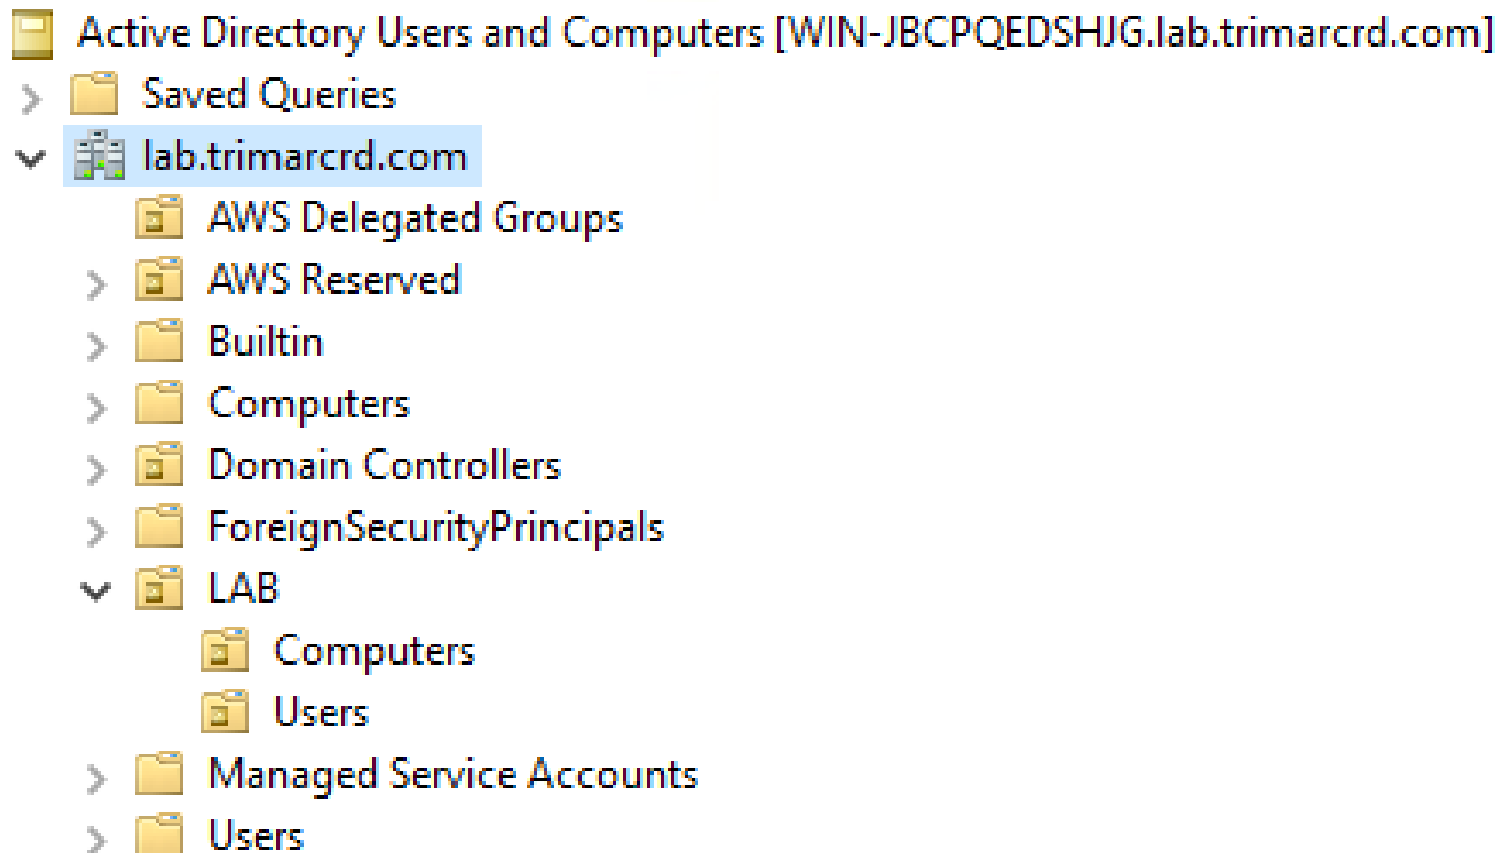 Active Directory Users and Computers [WIN-JBCPQEDSHJG.lab.trimarcrd.com]
Saved Queries
lab.trimarcrd.com
AWS Delegated Groups
AWS Reserved
Builtin
Computers
Domain Controllers
ForeignSecurityPrincipals
LAB
Computers
Users
Managed Service Accounts
Users